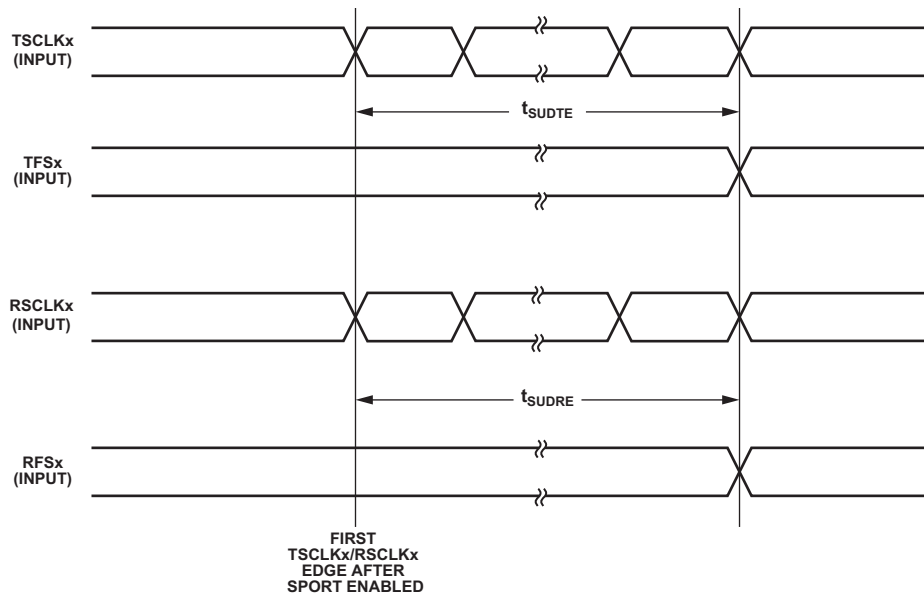 TSCLKx
(INPUT)
tSUDTE
TFSx
(INPUT)
RSCLKx
(INPUT)
tSUDRE
RFSx
(INPUT)
FIRST
TSCLKx/RSCLKx
EDGE AFTER
SPORT ENABLED